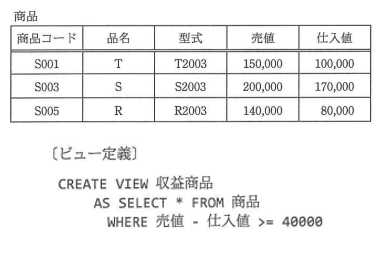 商品
商品コード 品名 型式 売値 仕入値
S001 T T2003 150,000 100,000
S003 S S2003 200,000 170,000
S005 R R2003 140,000 80,000
〔ビュー定義〕
CREATE VIEW 収益商品
AS SELECT * FROM 商品
WHERE 売値 - 仕入値 >= 40000